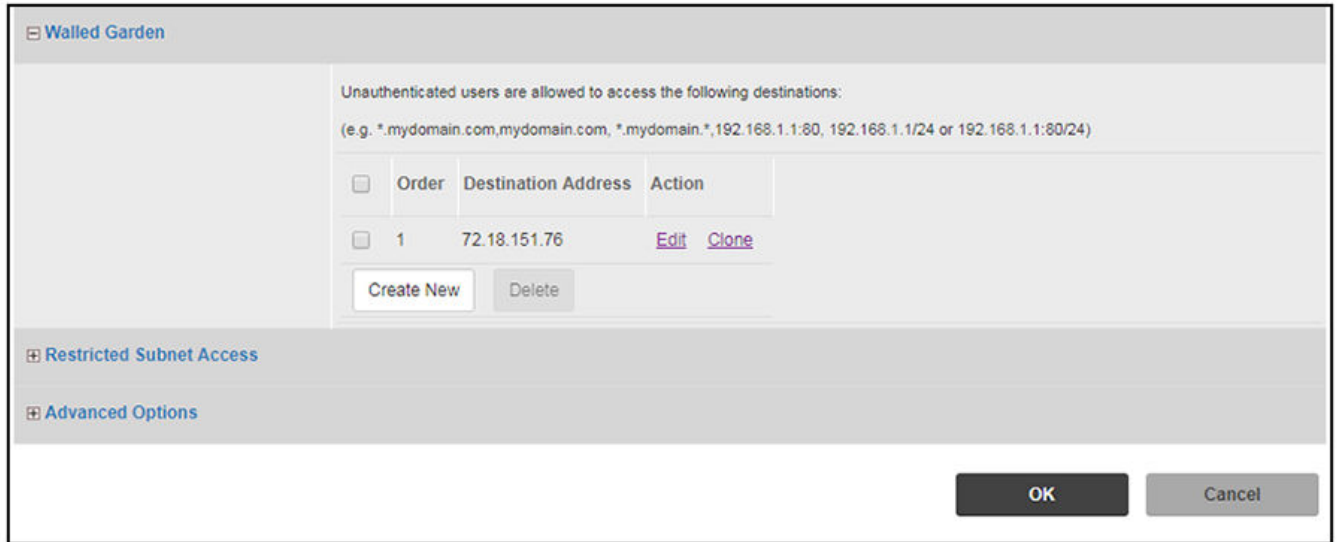 Walled Garden
Unauthenticated users are allowed to access the following destinations:
(e.g. *.mydomain.com,mydomain.com, *.mydomain.*,192.168.1.1:80, 192.168.1.1/24 or 192.168.1.1:80/24)
Order Destination Address Action
1 72.18.151.76 Edit Clone
Create New Delete
Restricted Subnet Access
Advanced Options
OK Cancel